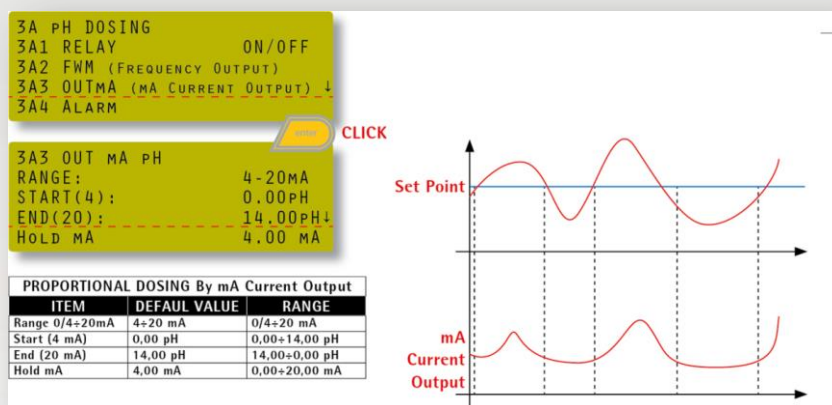 3A pH DOSING
3A1 RELAY ON/OFF
3A2 FWM (FREQUENCY OUTPUT)
3A3 OUTMA (MA CURRENT OUTPUT) ↓
3A4 ALARM
enter
CLICK
3A3 OUT MA PH
RANGE: 4-20MA
START(4): 0.00PH
END(20): 14.00PH↓
HOLD MA 4.00 MA
PROPORTIONAL DOSING By mA Current Output
ITEM DEFAUL VALUE RANGE
Range 0/4÷20mA 4÷20 mA 0/4÷20 mA
Start (4 mA) 0,00 pH 0,00÷14,00 pH
End (20 mA) 14,00 pH 14,00÷0,00 pH
Hold mA 4,00 mA 0,00÷20,00 mA
Set Point
mA
Current
Output